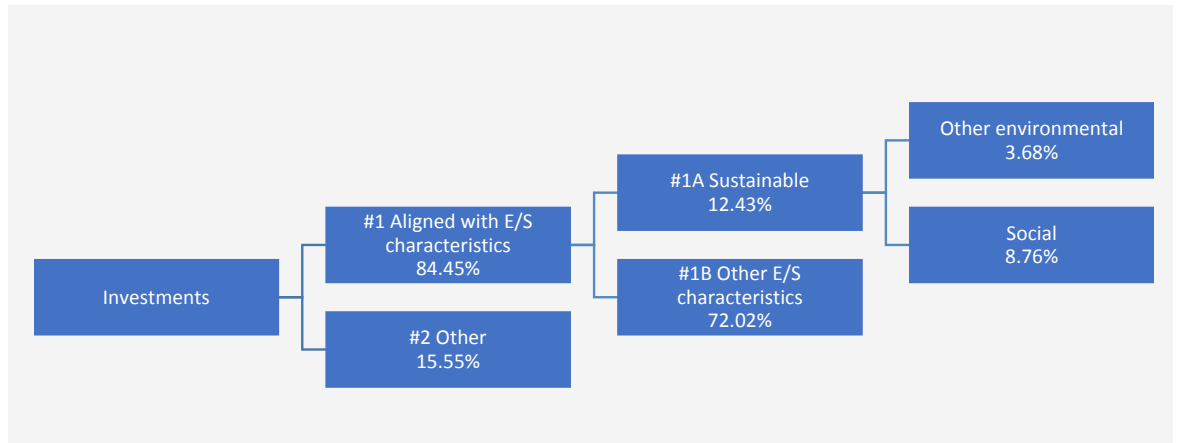 Investments
#1 Aligned with E/S
characteristics
84.45%
#2 Other
15.55%
#1A Sustainable
12.43%
#1B Other E/S
characteristics
72.02%
Other environmental
3.68%
Social
8.76%